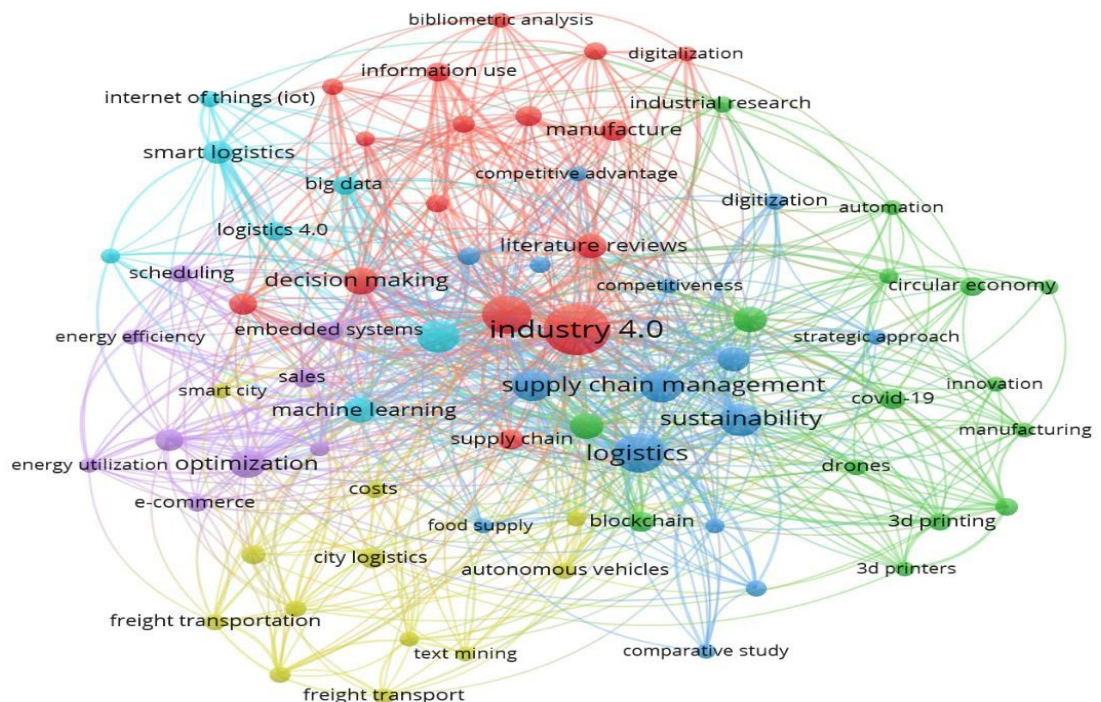 bibliometric analysis
digitalization
information use
internet of things (iot)
industrial research
manufacture
smart logistics
competitive advantage
big data
digitization
automation
logistics 4.0
literature reviews
scheduling
decision making
competitiveness
circular economy
embedded systems
industry 4.0
energy efficiency
strategic approach
sales
supply chain management
innovation
smart city
covid-19
machine learning
sustainability
manufacturing
supply chain
logistics
energy utilization
optimization
drones
costs
e-commerce
food supply
blockchain
3d printing
city logistics
autonomous vehicles
3d printers
freight transportation
text mining
comparative study
freight transport